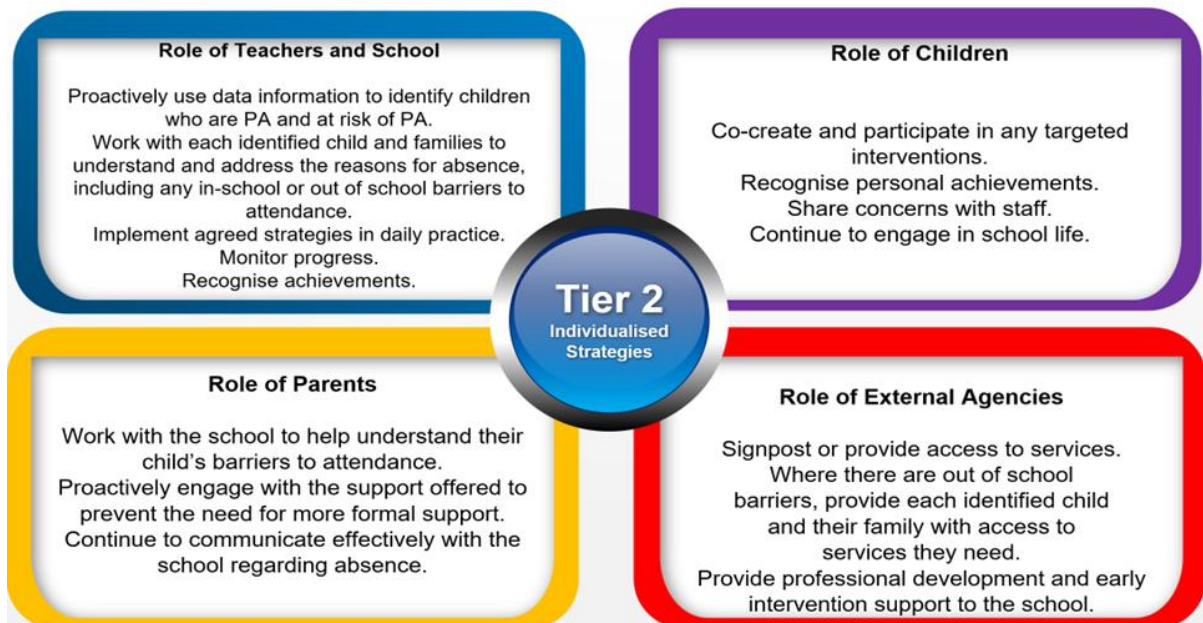 Role of Teachers and School
Proactively use data information to identify children
who are PA and at risk of PA.
Work with each identified child and families to
understand and address the reasons for absence,
including any in-school or out of school barriers to
attendance.
Implement agreed strategies in daily practice.
Monitor progress.
Recognise achievements.
Role of Children
Co-create and participate in any targeted
interventions.
Recognise personal achievements.
Share concerns with staff.
Continue to engage in school life.
Tier 2
Individualised
Strategies
Role of Parents
Work with the school to help understand their
child's barriers to attendance.
Proactively engage with the support offered to
prevent the need for more formal support.
Continue to communicate effectively with the
school regarding absence.
Role of External Agencies
Signpost or provide access to services.
Where there are out of school
barriers, provide each identified child
and their family with access to
services they need.
Provide professional development and early
intervention support to the school.